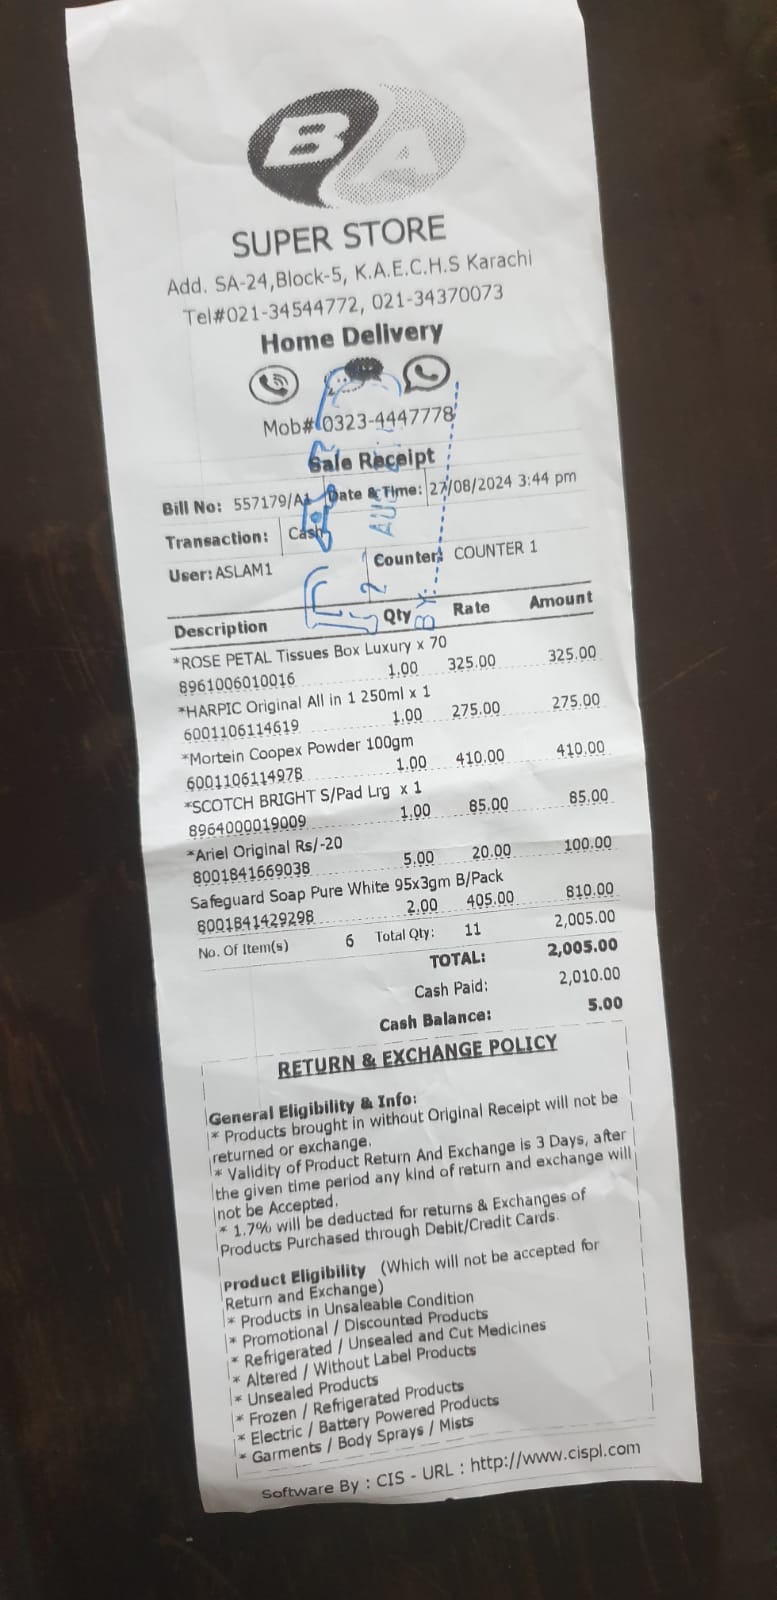 BA
SUPER STORE
Add. SA-24,Block-5, K.A.E.C.H.S Karachi
Tel#021-34544772, 021-34370073
Home Delivery
Mob# 0323-4447778
Sale Receipt
Bill No: 557179/A1 Date & Time: 27/08/2024 3:44 pm
Transaction: Cash
User: ASLAM1 Counter: COUNTER 1
BY:
Description Qty Rate Amount
*ROSE PETAL Tissues Box Luxury x 70
8961006010016 1.00 325.00 325.00
*HARPIC Original All in 1 250ml x 1
6001106114619 1.00 275.00 275.00
*Mortein Coopex Powder 100gm
6001106114978 1.00 410.00 410.00
*SCOTCH BRIGHT S/Pad Lrg x 1
8964000019009 1.00 85.00 85.00
*Ariel Original Rs/-20
8001841669038 5.00 20.00 100.00
Safeguard Soap Pure White 95x3gm B/Pack
8001841429298 2.00 405.00 810.00
No. Of Item(s) 6 Total Qty: 11 2,005.00
TOTAL: 2,005.00
Cash Paid: 2,010.00
Cash Balance: 5.00
RETURN & EXCHANGE POLICY
General Eligibility & Info:
* Products brought in without Original Receipt will not be
returned or exchange.
* Validity of Product Return And Exchange is 3 Days, after
the given time period any kind of return and exchange will
not be Accepted.
* 1.7% will be deducted for returns & Exchanges of
Products Purchased through Debit/Credit Cards.
Product Eligibility (Which will not be accepted for
Return and Exchange)
* Products in Unsaleable Condition
* Promotional / Discounted Products
* Refrigerated / Unsealed and Cut Medicines
* Altered / Without Label Products
* Unsealed Products
* Frozen / Refrigerated Products
* Electric / Battery Powered Products
* Garments / Body Sprays / Mists
Software By : CIS - URL : http://www.cispl.com